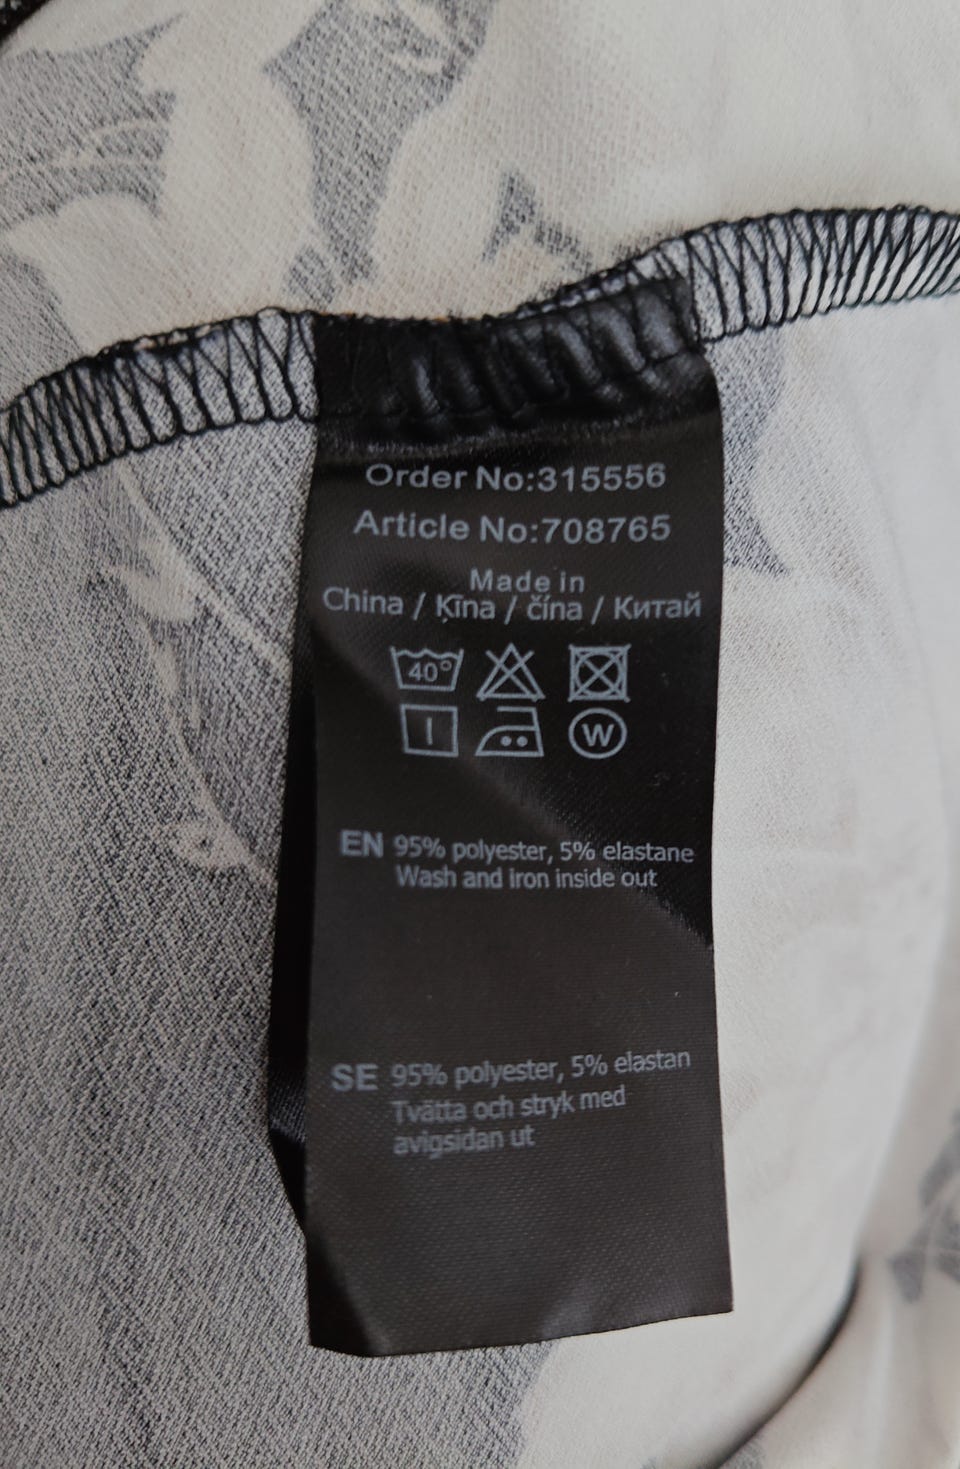 Order No:315556
Article No:708765
Made in
China / Ķīna / čína / Китай
40°
W
EN 95% polyester, 5% elastane
Wash and iron inside out
SE 95% polyester, 5% elastan
Tvätta och stryk med
avigsidan ut